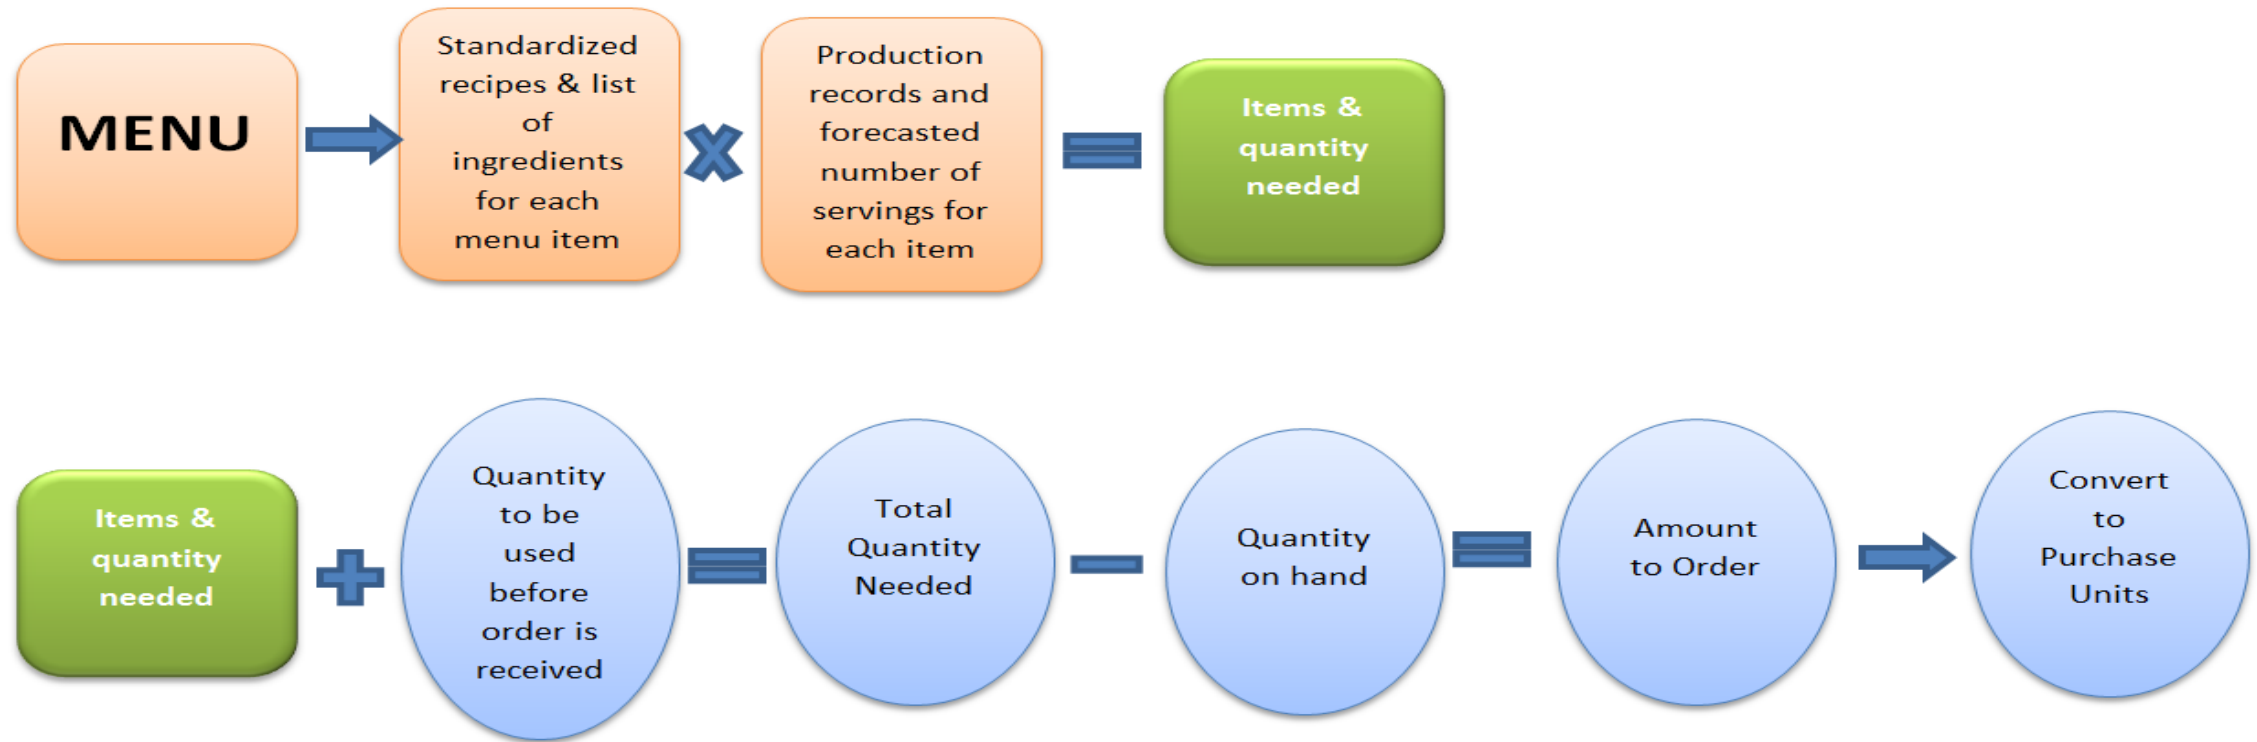 MENU
Standardized
recipes & list
of
ingredients
for each
menu item
Production
records and
forecasted
number of
servings for
each item
Items &
quantity
needed
Items &
quantity
needed
Quantity
to be
used
before
order is
received
Total
Quantity
Needed
Quantity
on hand
Amount
to Order
Convert
to
Purchase
Units